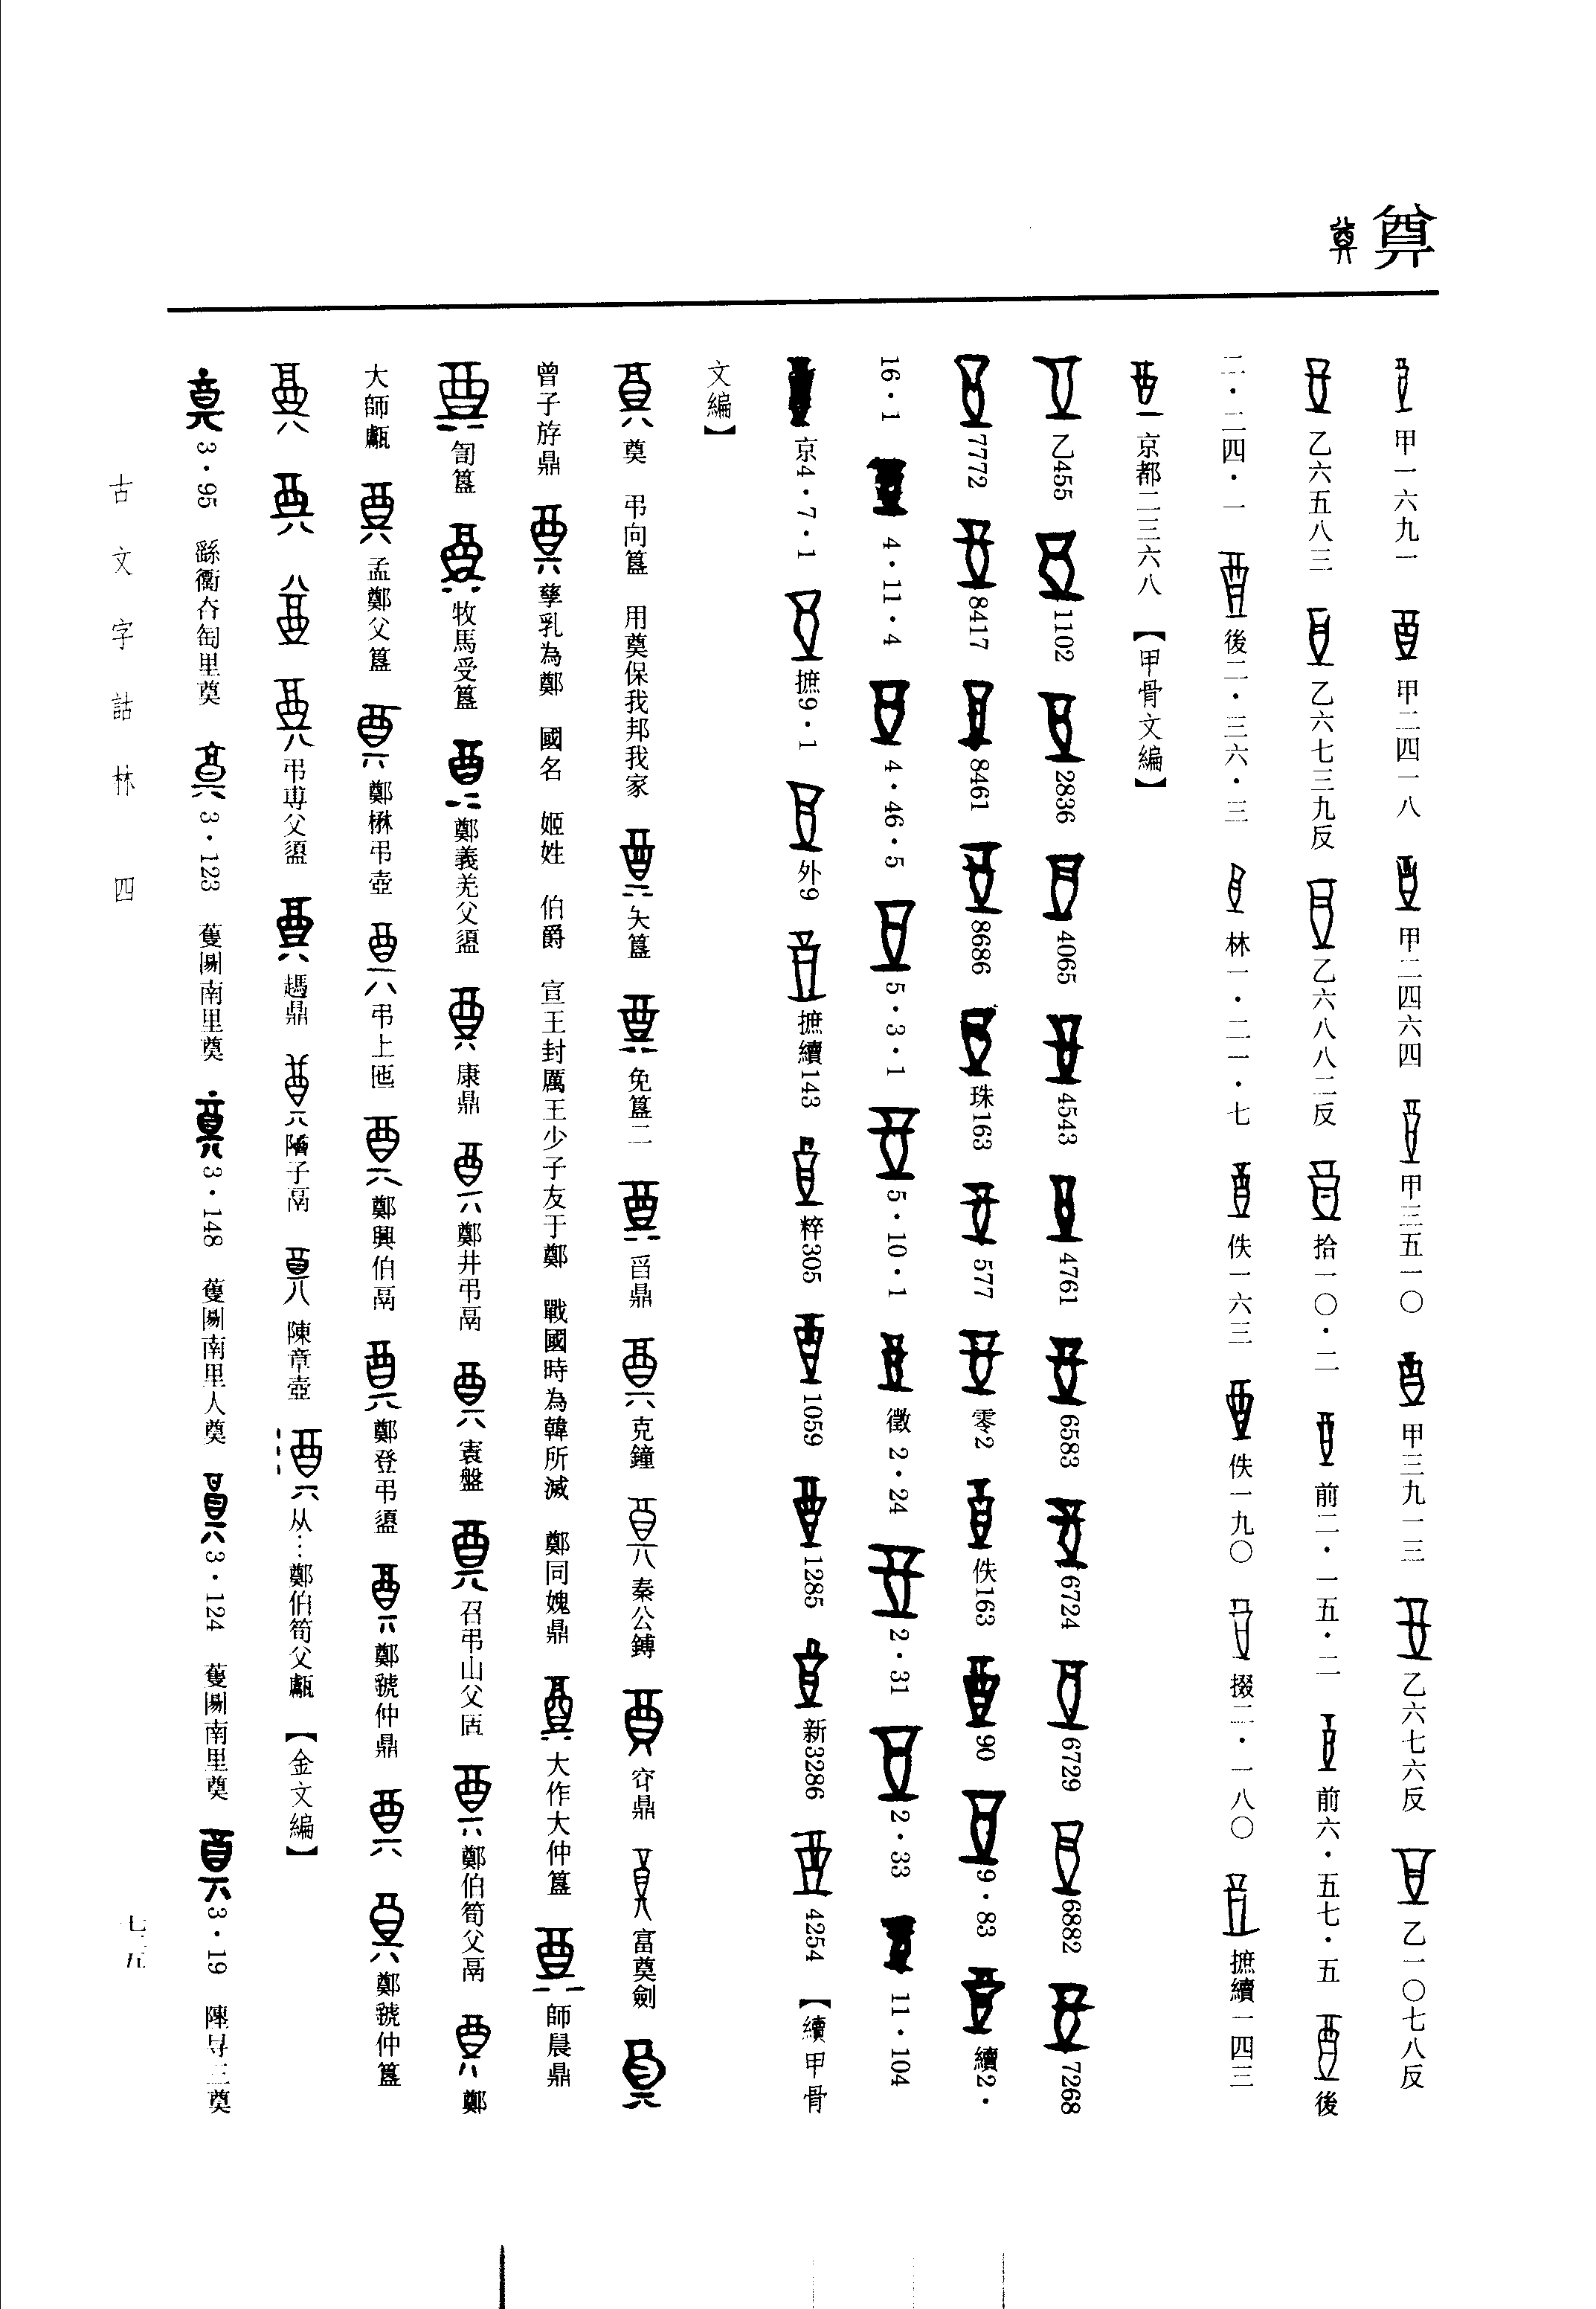 奠
甲一六九一 甲二四一八 甲二四六四 甲三五一〇 甲三九一三 乙六七六反 乙一〇七八反
乙六五八三 乙六七三九反 乙六八八二反 拾一〇·二 前二·一五·二 前六·五七·五 後
二·二四·一 後二·三六·三 林一·二一·七 佚一六三 佚一九〇 掇二·一八〇 摭續一四三
京都二三六八 【甲骨文編】
乙455 1102 2836 4065 4543 4761 6583 6724 6729 6882 7268
7772 8417 8461 8686 珠163 577 零2 佚163 90 9·83 續2·
16·1 4·11·4 4·46·5 5·3·1 5·10·1 徵 2·24 2·31 2·33 11·104
京4·7·1 摭9·1 外9 摭續143 粹305 1059 1285 新3286 4254 【續甲骨
文編】
奠 弔向簋 用奠保我邦我家 夨簋 免簋二 舀鼎 克鐘 秦公鎛 鼎 富奠劍
曾子斿鼎 孳乳為鄭 國名 姬姓 伯爵 宣王封厲王少子友于鄭 戰國時為韓所滅 鄭同媿鼎 大作大仲簋 師晨鼎
訇簋 牧馬受簋 鄭義羌父盨 康鼎 鄭井弔鬲 寰盤 召弔山父匿 鄭伯筍父鬲 鄭
大師甗 孟鄭父簋 鄭楙弔壺 弔上匜 鄭興伯鬲 鄭登弔盨 鄭虢仲鼎 鄭虢仲簋
弔尃父盨 趞鼎 子鬲 陳章壺 从…鄭伯筍父甗 【金文編】
3·95 繇衢杏匋里奠 3·123 蒦圆南里奠 3·148 蒦圆南里人奠 3·124 蒦圆南里奠 3·19 陳㝵三奠
古文字詁林 四
七三五